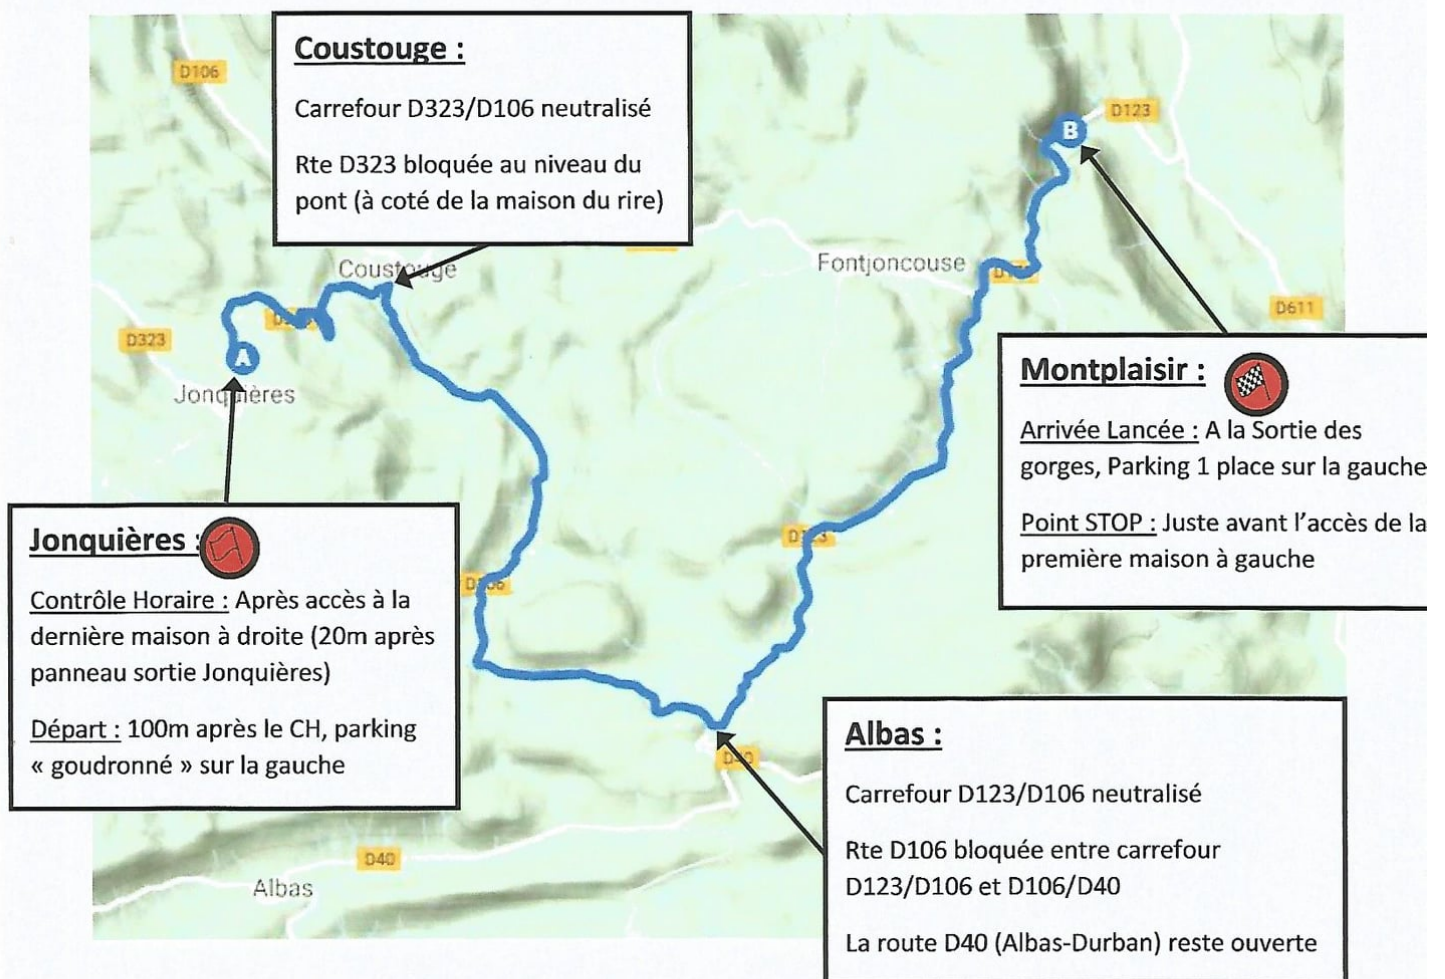 Coustouge :
Carrefour D323/D106 neutralisé
Rte D323 bloquée au niveau du
pont (à coté de la maison du rire)
D106
B
D123
Coustouge
Fontjoncouse
D611
D323
A
Jonquières
Montplaisir :
Arrivée Lancée : A la Sortie des
gorges, Parking 1 place sur la gauche
Point STOP : Juste avant l'accès de la
première maison à gauche
Jonquières :
Contrôle Horaire : Après accès à la
dernière maison à droite (20m après
panneau sortie Jonquières)
Départ : 100m après le CH, parking
« goudronné » sur la gauche
D106
D123
D40
Albas :
Carrefour D123/D106 neutralisé
Rte D106 bloquée entre carrefour
D123/D106 et D106/D40
La route D40 (Albas-Durban) reste ouverte
D40
Albas